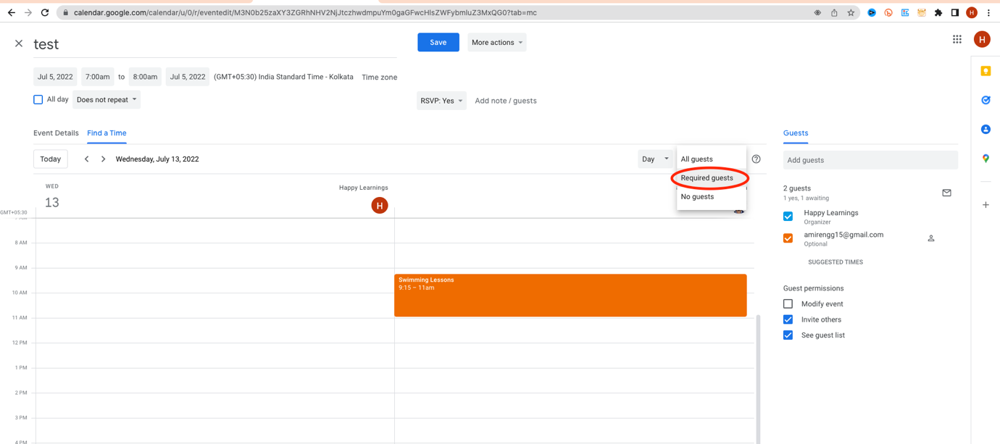 calendar.google.com/calendar/u/0/r/eventedit/M3N0b25zaXY3ZGRhNHV2NjJtczhwdmpuYm0gaGFwcHlsZWFybmluZ3MxQG0?tab=mc
H
test
Save
More actions
H
Jul 5, 2022 7:00am to 8:00am Jul 5, 2022 (GMT+05:30) India Standard Time - Kolkata Time zone
All day Does not repeat
RSVP: Yes Add note / guests
Event Details Find a Time
Guests
Today Wednesday, July 13, 2022
Day
All guests
Required guests
No guests
Add guests
WED
13
Happy Learnings
H
GMT+05:30
2 guests
1 yes, 1 awaiting
Happy Learnings
Organizer
amirengg15@gmail.com
Optional
SUGGESTED TIMES
Guest permissions
Modify event
Invite others
See guest list
8 AM
9 AM
Swimming Lessons
9:15 – 11am
10 AM
11 AM
12 PM
1 PM
2 PM
3 PM
4 PM